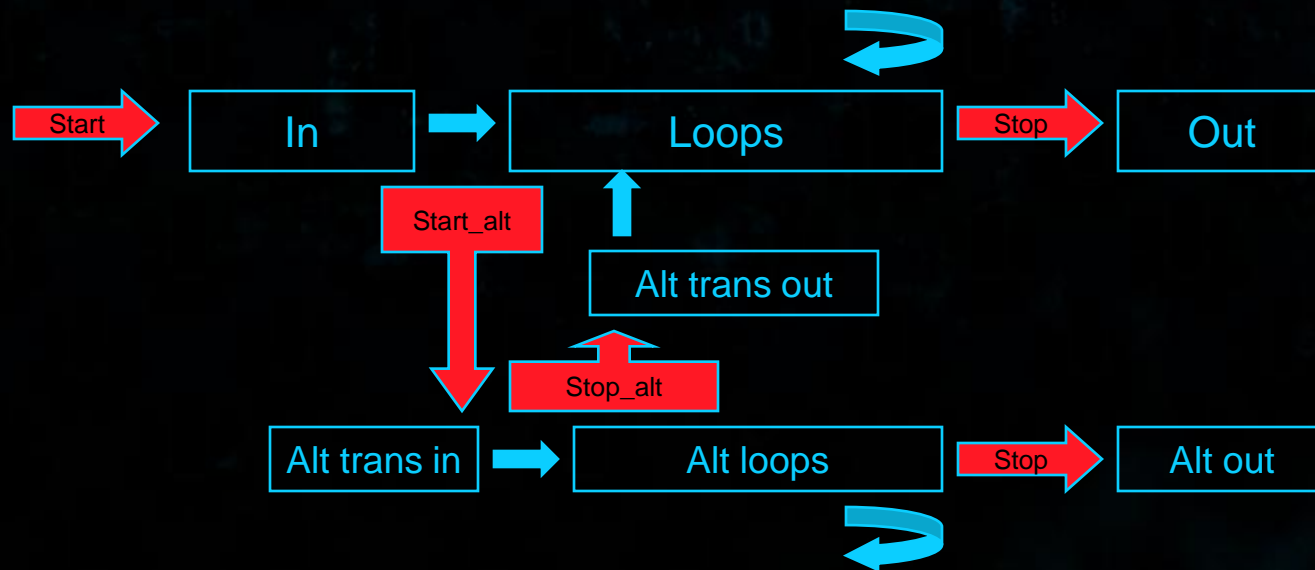 Start
In
Loops
Stop
Out
Start_alt
Alt trans out
Stop_alt
Alt trans in
Alt loops
Stop
Alt out